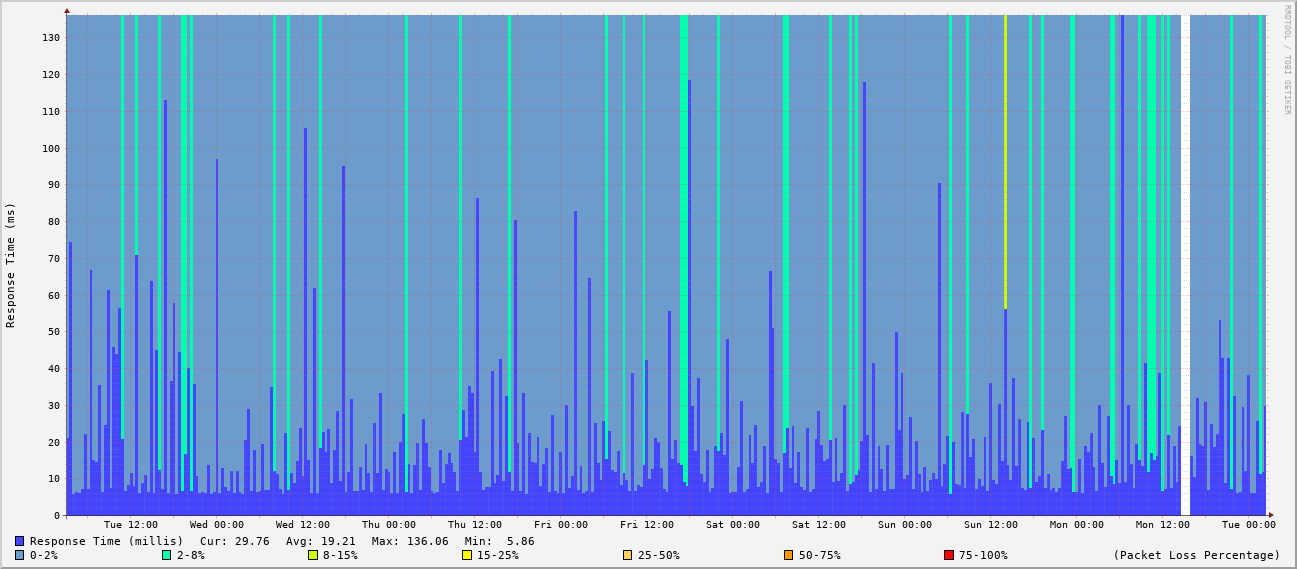 RRDTOOL / TOBI OETIKER
Response Time (ms)
130
120
110
100
90
80
70
60
50
40
30
20
10
0
Tue 12:00 Wed 00:00 Wed 12:00 Thu 00:00 Thu 12:00 Fri 00:00 Fri 12:00 Sat 00:00 Sat 12:00 Sun 00:00 Sun 12:00 Mon 00:00 Mon 12:00 Tue 00:00
Response Time (millis) Cur: 29.76 Avg: 19.21 Max: 136.06 Min: 5.86
0-2% 2-8% 8-15% 15-25% 25-50% 50-75% 75-100% (Packet Loss Percentage)